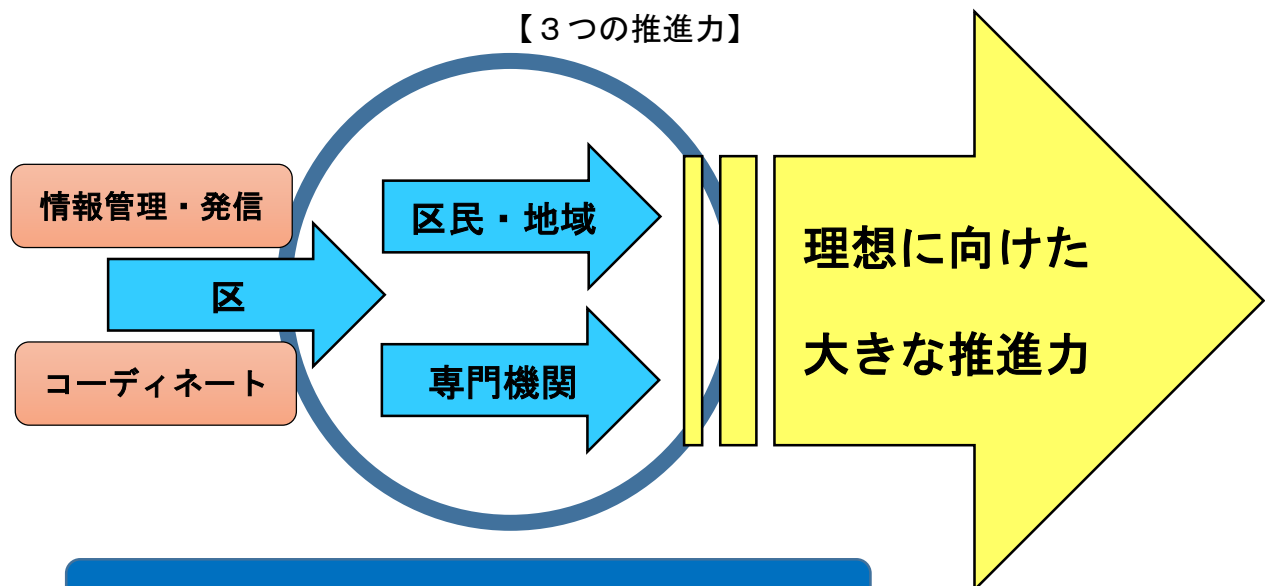 【３つの推進力】
情報管理・発信
区
コーディネート
区民・地域
専門機関
理想に向けた
大きな推進力